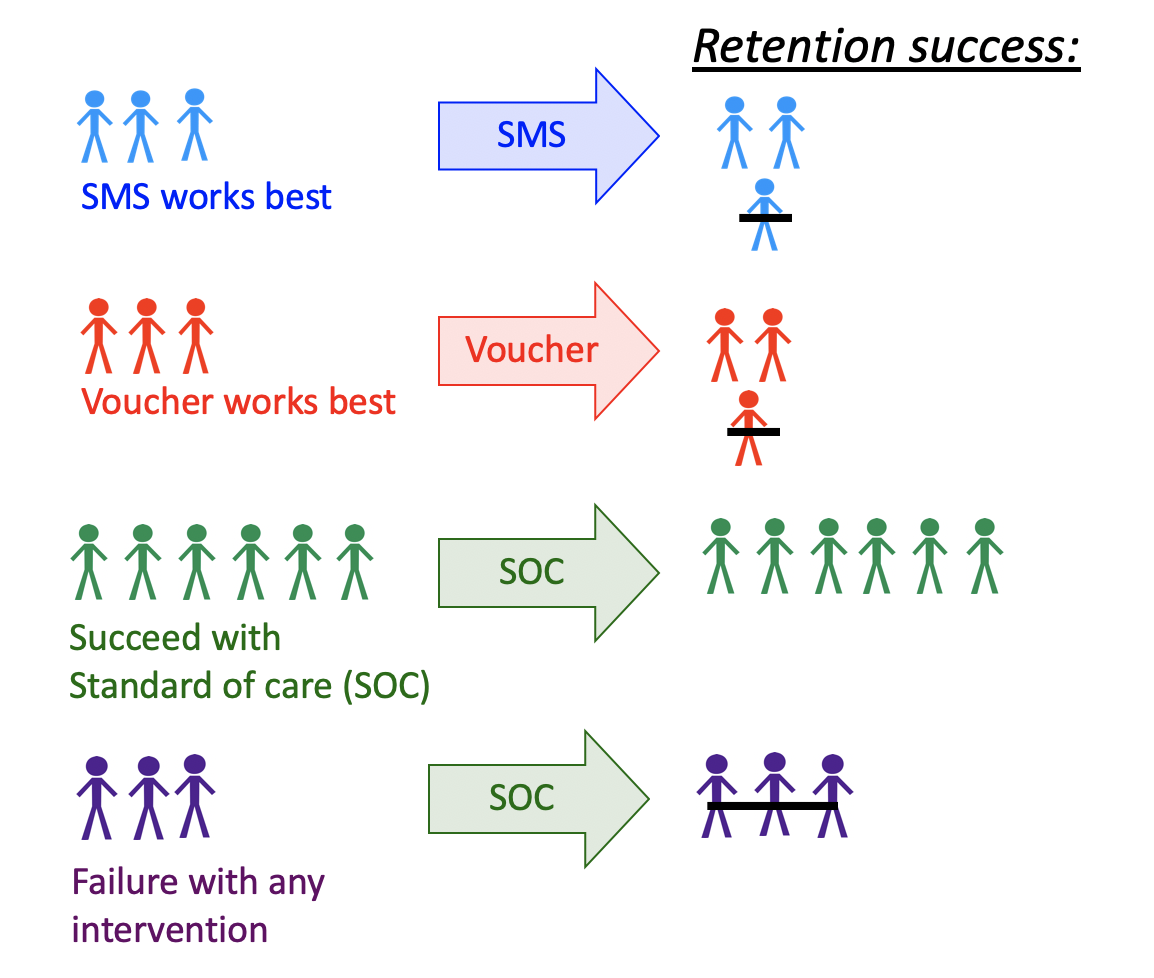 Retention success:
SMS
SMS works best
Voucher
Voucher works best
SOC
Succeed with
Standard of care (SOC)
SOC
Failure with any
intervention